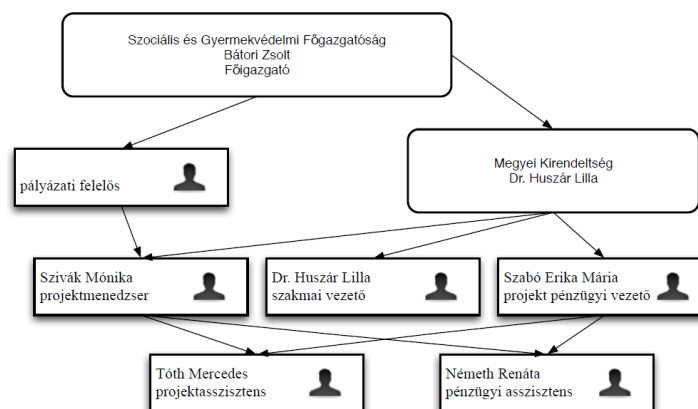 Szociális és Gyermekvédelmi Főgazgatóság
Bátori Zsolt
Főigazgató
pályázati felelős
Megyei Kirendeltség
Dr. Huszár Lilla
Szivák Mónika
projektmenedzser
Dr. Huszár Lilla
szakmai vezető
Szabó Erika Mária
projekt pénzügyi vezető
Tóth Mercedes
projektasszisztens
Németh Renáta
pénzügyi asszisztens